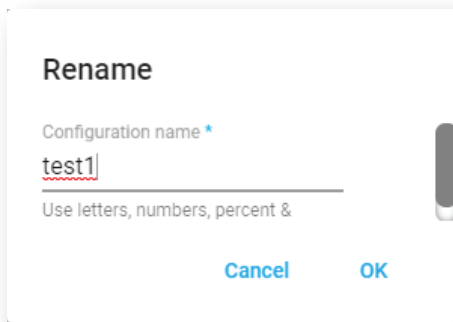 Rename
Configuration name *
test1
Use letters, numbers, percent &
Cancel OK